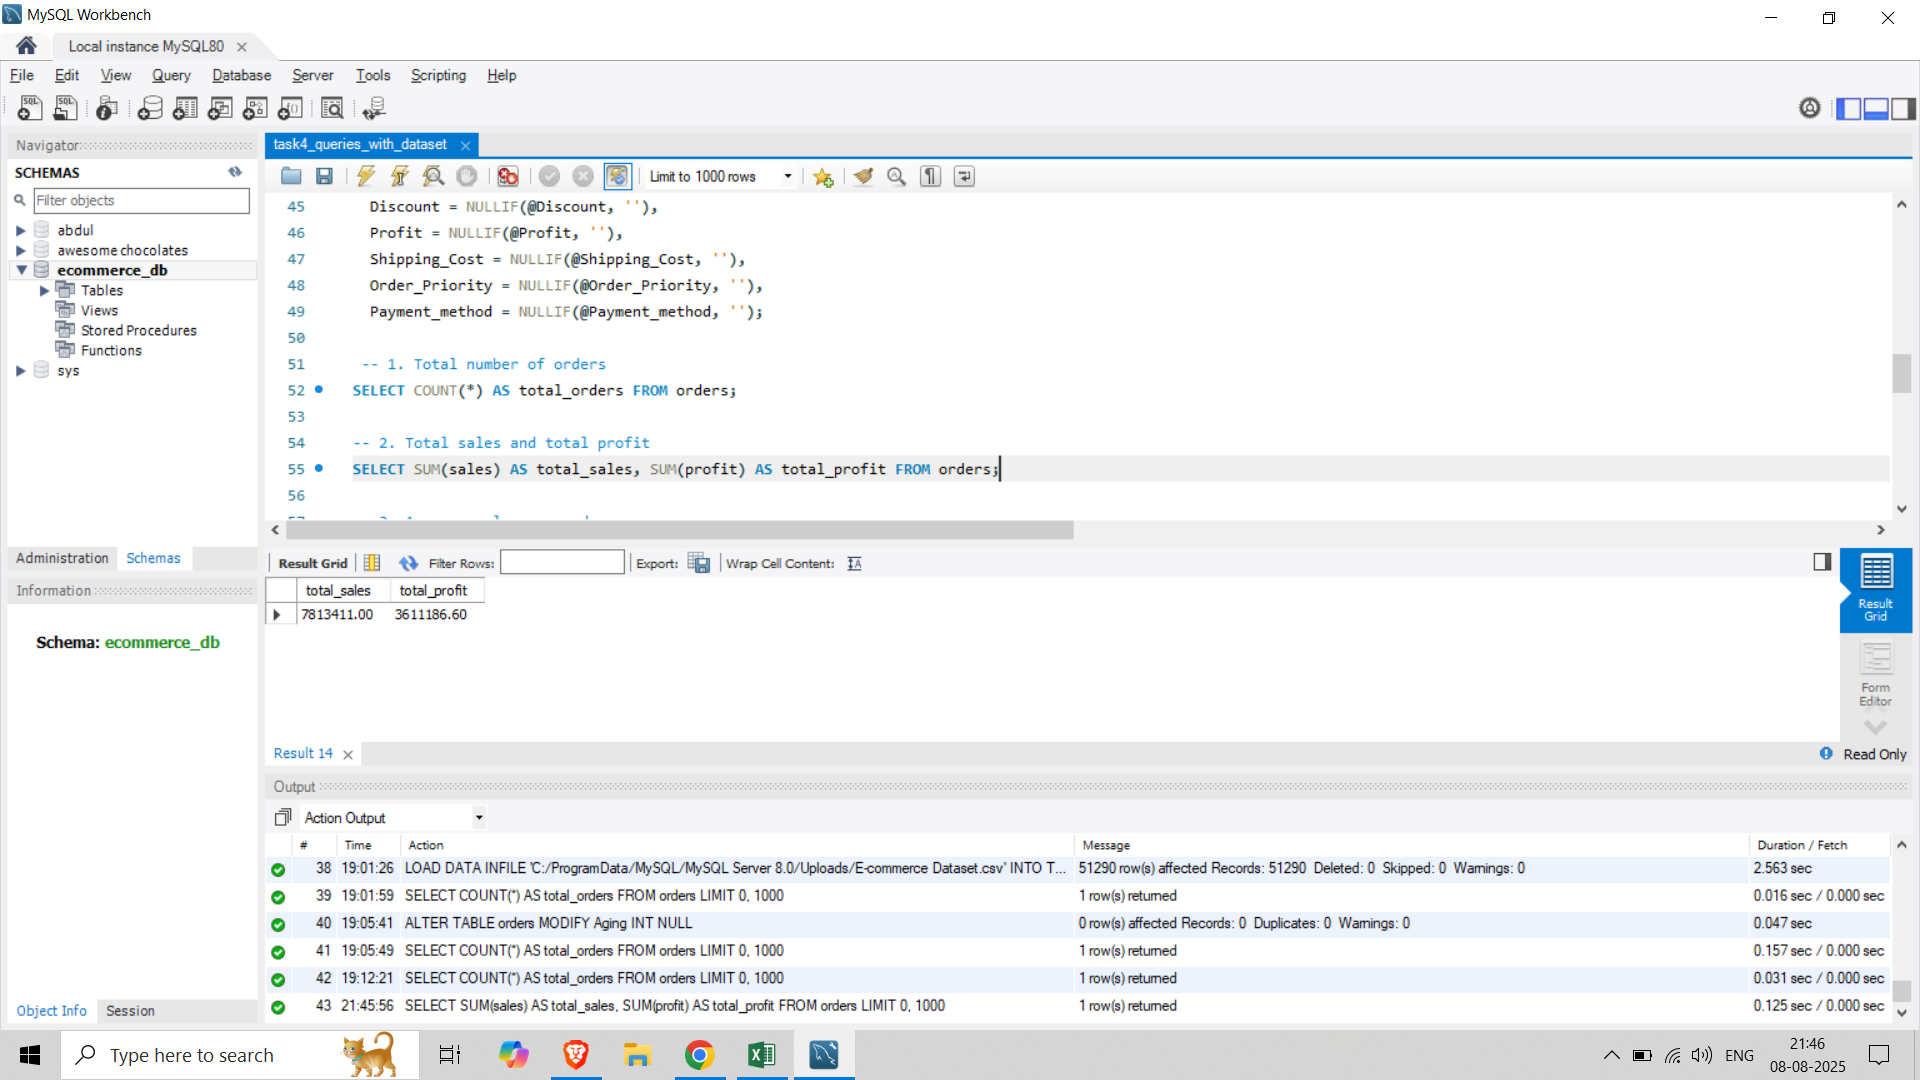 MySQL Workbench
Local instance MySQL80
File Edit View Query Database Server Tools Scripting Help
Navigator
SCHEMAS
Filter objects
abdul
awesome chocolates
ecommerce_db
Tables
Views
Stored Procedures
Functions
sys
Administration Schemas
Information
Schema: ecommerce_db
Object Info Session
task4_queries_with_dataset
Limit to 1000 rows
45 Discount = NULLIF(@Discount, ''),
46 Profit = NULLIF(@Profit, ''),
47 Shipping_Cost = NULLIF(@Shipping_Cost, ''),
48 Order_Priority = NULLIF(@Order_Priority, ''),
49 Payment_method = NULLIF(@Payment_method, '');
50
51 -- 1. Total number of orders
52 SELECT COUNT(*) AS total_orders FROM orders;
53
54 -- 2. Total sales and total profit
55 SELECT SUM(sales) AS total_sales, SUM(profit) AS total_profit FROM orders;
56
Result Grid Filter Rows: Export: Wrap Cell Content:
total_sales total_profit
7813411.00 3611186.60
Result Grid
Form Editor
Result 14
Read Only
Output
Action Output
# Time Action Message Duration / Fetch
38 19:01:26 LOAD DATA INFILE 'C:/ProgramData/MySQL/MySQL Server 8.0/Uploads/E-commerce Dataset.csv' INTO T... 51290 row(s) affected Records: 51290 Deleted: 0 Skipped: 0 Warnings: 0 2.563 sec
39 19:01:59 SELECT COUNT(*) AS total_orders FROM orders LIMIT 0, 1000 1 row(s) returned 0.016 sec / 0.000 sec
40 19:05:41 ALTER TABLE orders MODIFY Aging INT NULL 0 row(s) affected Records: 0 Duplicates: 0 Warnings: 0 0.047 sec
41 19:05:49 SELECT COUNT(*) AS total_orders FROM orders LIMIT 0, 1000 1 row(s) returned 0.157 sec / 0.000 sec
42 19:12:21 SELECT COUNT(*) AS total_orders FROM orders LIMIT 0, 1000 1 row(s) returned 0.031 sec / 0.000 sec
43 21:45:56 SELECT SUM(sales) AS total_sales, SUM(profit) AS total_profit FROM orders LIMIT 0, 1000 1 row(s) returned 0.125 sec / 0.000 sec
Type here to search
ENG
21:46
08-08-2025